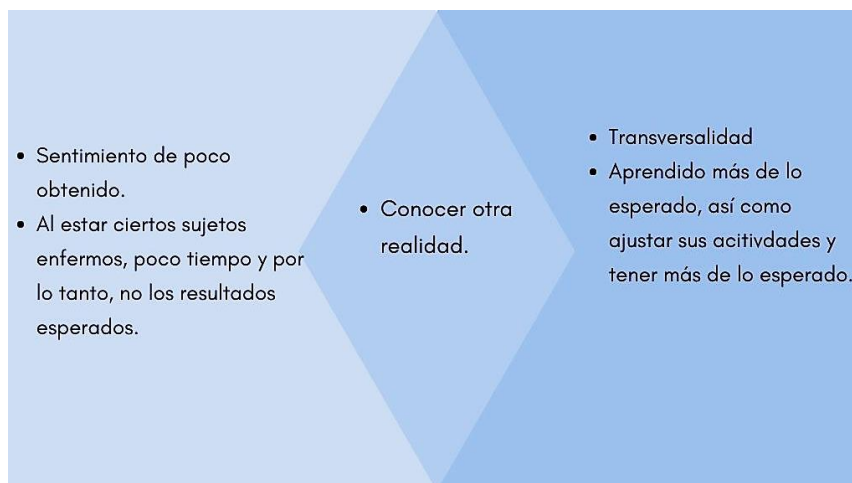 • Sentimiento de poco
obtenido.
• Al estar ciertos sujetos
enfermos, poco tiempo y por
lo tanto, no los resultados
esperados.
• Conocer otra
realidad.
• Transversalidad
• Aprendido más de lo
esperado, así como
ajustar sus acitivdades y
tener más de lo esperado.